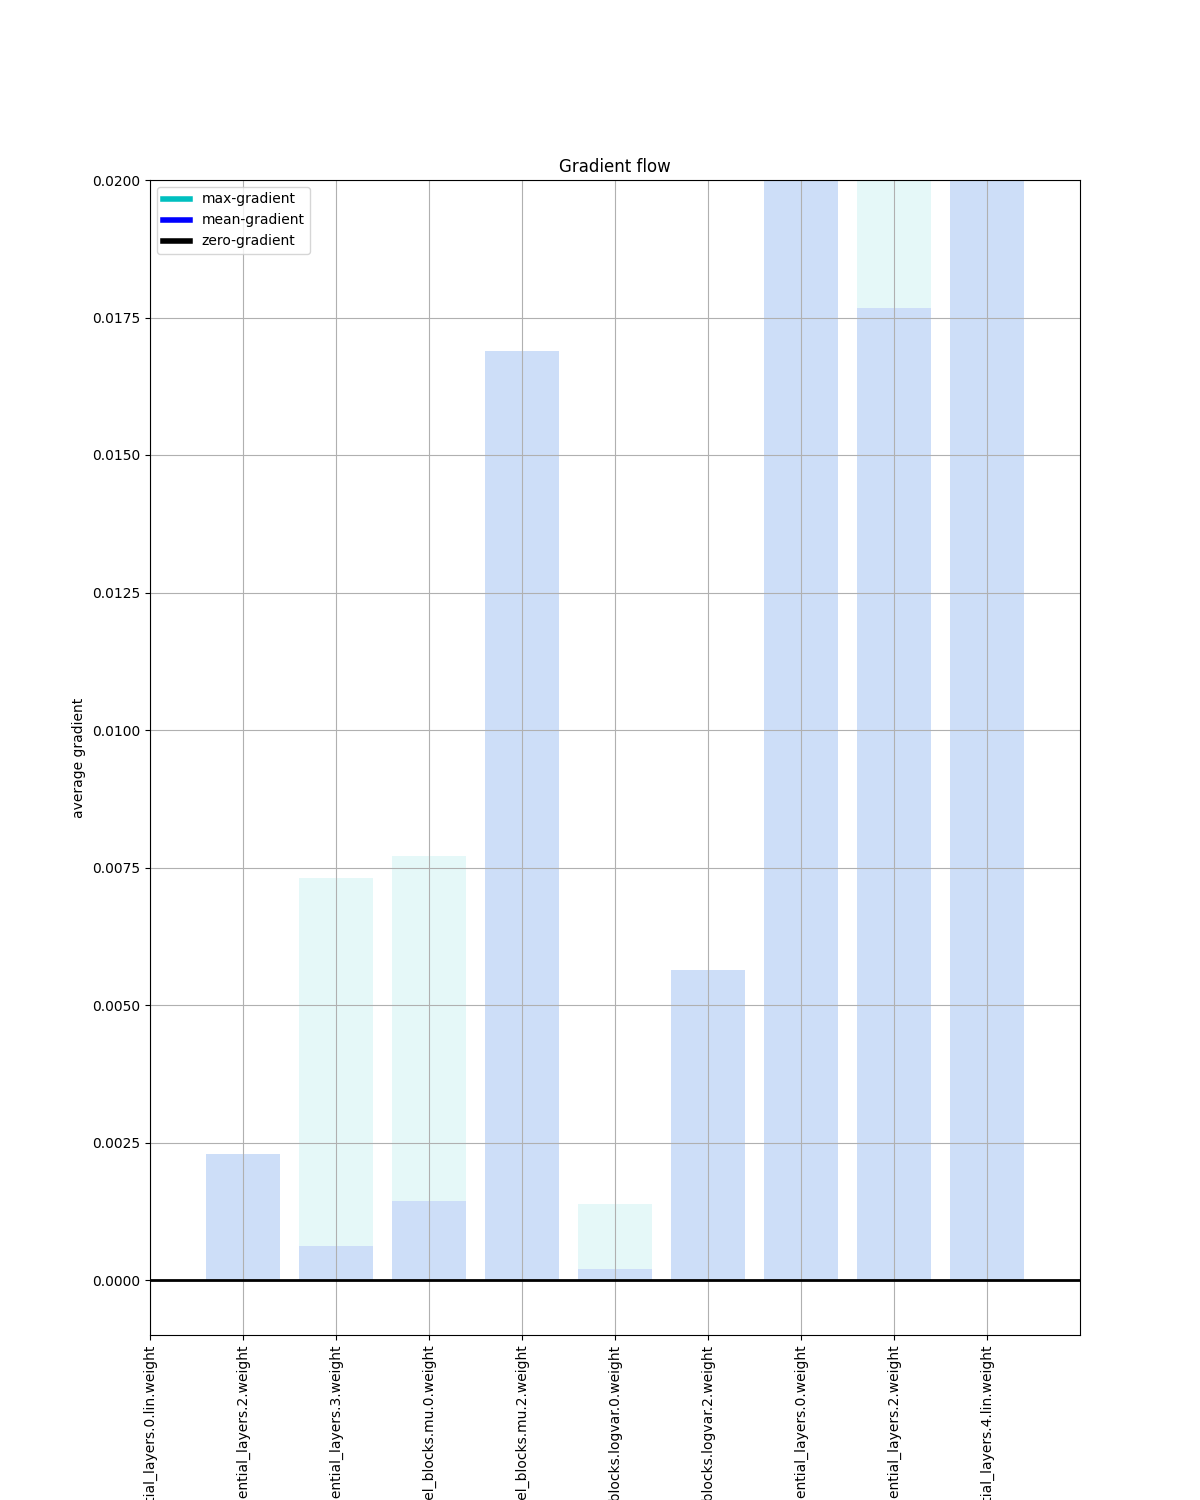 Gradient flow
max-gradient
mean-gradient
zero-gradient
0.0200
0.0175
0.0150
0.0125
0.0100
0.0075
0.0050
0.0025
0.0000
average gradient
tial_layers.0.lin.weight
ential_layers.2.weight
ential_layers.3.weight
el_blocks.mu.0.weight
el_blocks.mu.2.weight
blocks.logvar.0.weight
blocks.logvar.2.weight
ential_layers.0.weight
ential_layers.2.weight
tial_layers.4.lin.weight